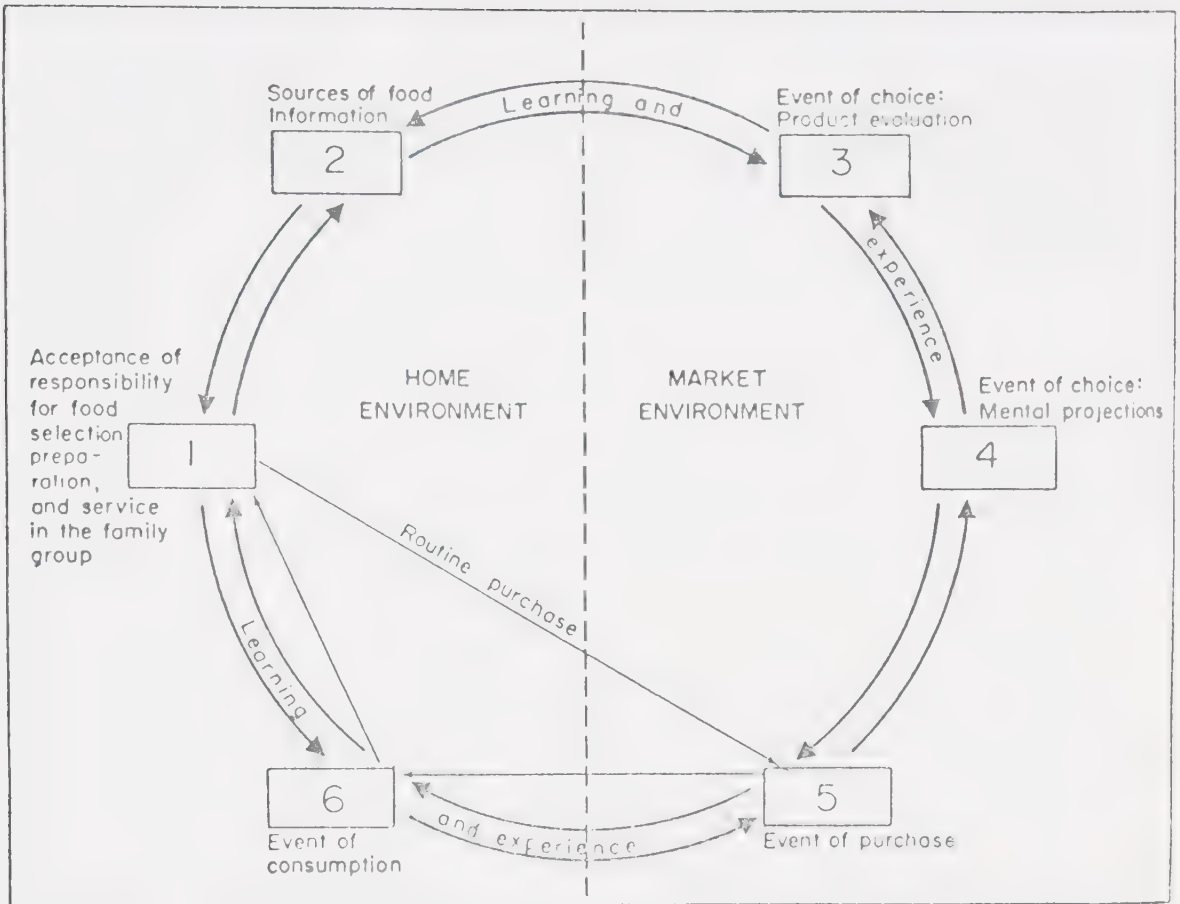 Sources of food
Information
2
Learning and
Event of choice:
Product evaluation
3
experience
Acceptance of
responsibility
for food
selection
prepa-
ration,
and service
in the family
group
1
HOME
ENVIRONMENT
MARKET
ENVIRONMENT
Event of choice:
Mental projections
4
Routine purchase
Learning
6
Event of
consumption
and experience
5
Event of purchase